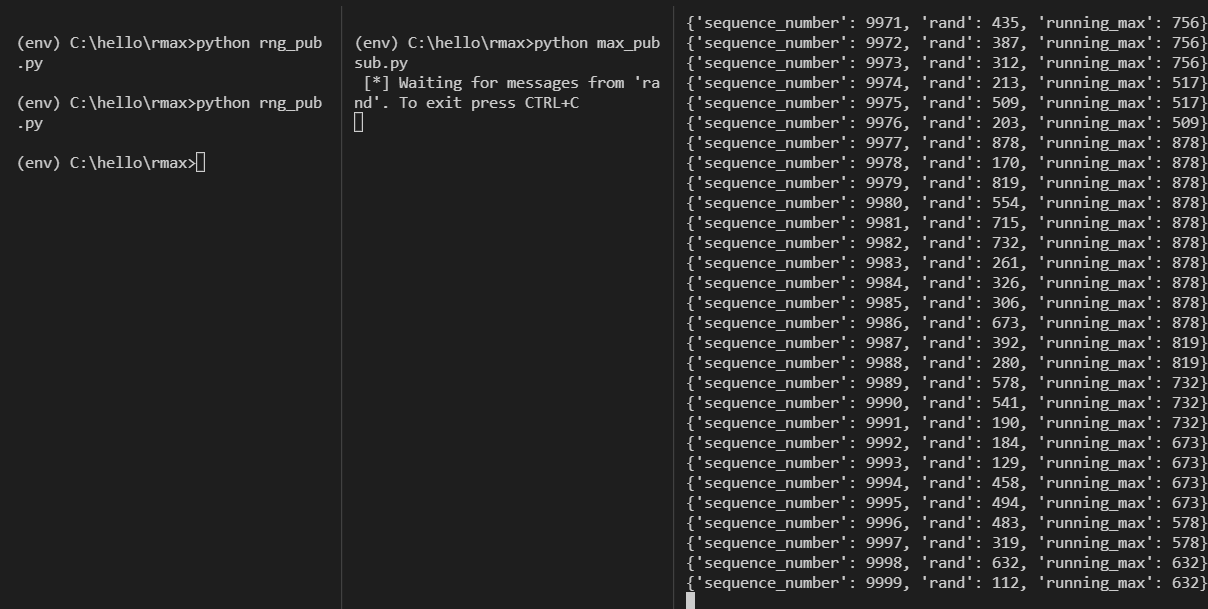 (env) C:\hello\rmax>python rng_pub
.py
(env) C:\hello\rmax>python rng_pub
.py
(env) C:\hello\rmax>
(env) C:\hello\rmax>python max_pub
sub.py
[*] Waiting for messages from 'ra
nd'. To exit press CTRL+C
{'sequence_number': 9971, 'rand': 435, 'running_max': 756}
{'sequence_number': 9972, 'rand': 387, 'running_max': 756}
{'sequence_number': 9973, 'rand': 312, 'running_max': 756}
{'sequence_number': 9974, 'rand': 213, 'running_max': 517}
{'sequence_number': 9975, 'rand': 509, 'running_max': 517}
{'sequence_number': 9976, 'rand': 203, 'running_max': 509}
{'sequence_number': 9977, 'rand': 878, 'running_max': 878}
{'sequence_number': 9978, 'rand': 170, 'running_max': 878}
{'sequence_number': 9979, 'rand': 819, 'running_max': 878}
{'sequence_number': 9980, 'rand': 554, 'running_max': 878}
{'sequence_number': 9981, 'rand': 715, 'running_max': 878}
{'sequence_number': 9982, 'rand': 732, 'running_max': 878}
{'sequence_number': 9983, 'rand': 261, 'running_max': 878}
{'sequence_number': 9984, 'rand': 326, 'running_max': 878}
{'sequence_number': 9985, 'rand': 306, 'running_max': 878}
{'sequence_number': 9986, 'rand': 673, 'running_max': 878}
{'sequence_number': 9987, 'rand': 392, 'running_max': 819}
{'sequence_number': 9988, 'rand': 280, 'running_max': 819}
{'sequence_number': 9989, 'rand': 578, 'running_max': 732}
{'sequence_number': 9990, 'rand': 541, 'running_max': 732}
{'sequence_number': 9991, 'rand': 190, 'running_max': 732}
{'sequence_number': 9992, 'rand': 184, 'running_max': 673}
{'sequence_number': 9993, 'rand': 129, 'running_max': 673}
{'sequence_number': 9994, 'rand': 458, 'running_max': 673}
{'sequence_number': 9995, 'rand': 494, 'running_max': 673}
{'sequence_number': 9996, 'rand': 483, 'running_max': 578}
{'sequence_number': 9997, 'rand': 319, 'running_max': 578}
{'sequence_number': 9998, 'rand': 632, 'running_max': 632}
{'sequence_number': 9999, 'rand': 112, 'running_max': 632}